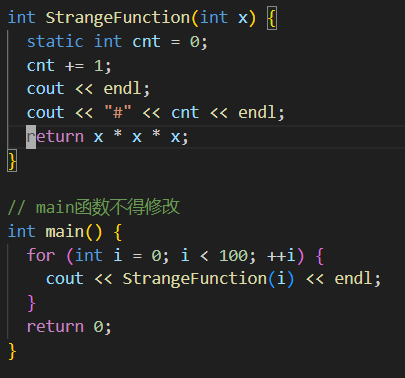 int StrangeFunction(int x) {
  static int cnt = 0;
  cnt += 1;
  cout << endl;
  cout << "#" << cnt << endl;
  return x * x * x;
}
// main函数不得修改
int main() {
  for (int i = 0; i < 100; ++i) {
    cout << StrangeFunction(i) << endl;
  }
  return 0;
}